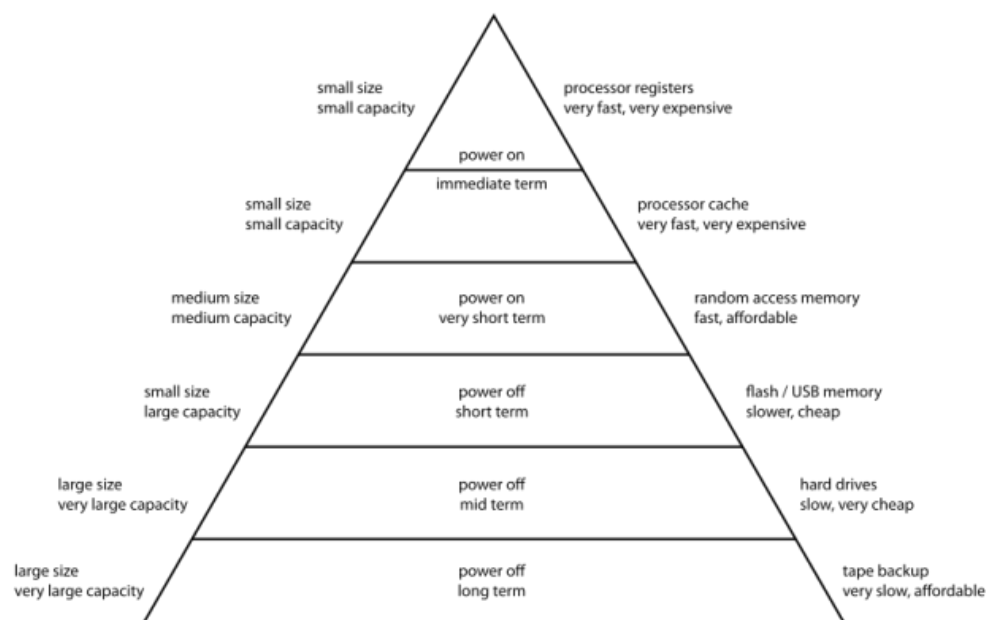 small size
small capacity
processor registers
very fast, very expensive
power on
immediate term
small size
small capacity
processor cache
very fast, very expensive
medium size
medium capacity
power on
very short term
random access memory
fast, affordable
small size
large capacity
power off
short term
flash / USB memory
slower, cheap
large size
very large capacity
power off
mid term
hard drives
slow, very cheap
large size
very large capacity
power off
long term
tape backup
very slow, affordable